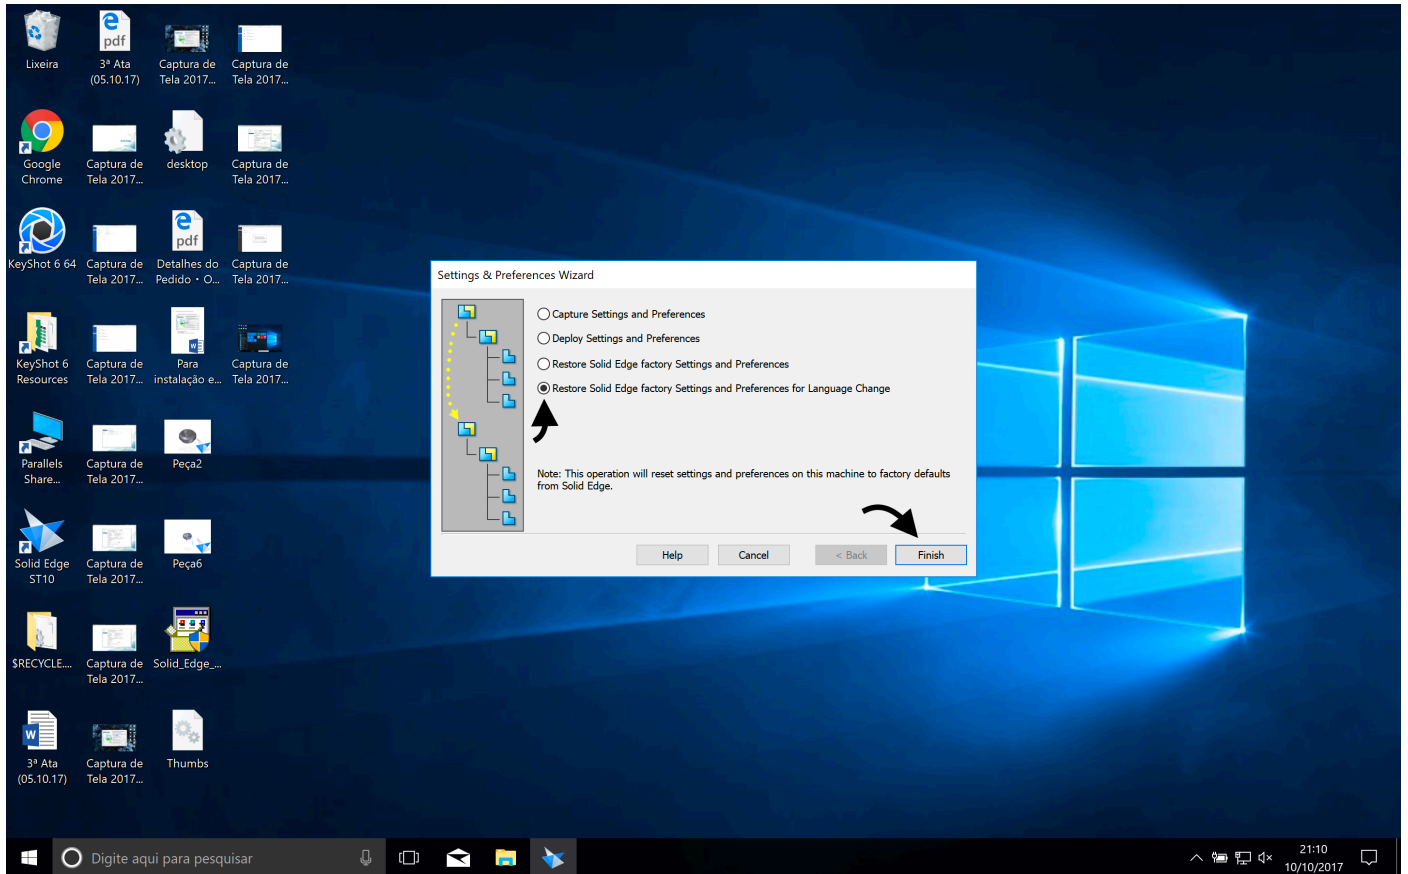 Lixeira
pdf
3ª Ata
(05.10.17)
Captura de
Tela 2017...
Captura de
Tela 2017...
Google
Chrome
Captura de
Tela 2017...
desktop
Captura de
Tela 2017...
KeyShot 6 64
Captura de
Tela 2017...
pdf
Detalhes do
Pedido · O...
Captura de
Tela 2017...
KeyShot 6
Resources
Captura de
Tela 2017...
Para
instalação e...
Captura de
Tela 2017...
Parallels
Share...
Captura de
Tela 2017...
Peça2
Solid Edge
ST10
Captura de
Tela 2017...
Peça6
$RECYCLE....
Captura de
Tela 2017...
Solid_Edge_...
3ª Ata
(05.10.17)
Captura de
Tela 2017...
Thumbs
Settings & Preferences Wizard
Capture Settings and Preferences
Deploy Settings and Preferences
Restore Solid Edge factory Settings and Preferences
Restore Solid Edge factory Settings and Preferences for Language Change
Note: This operation will reset settings and preferences on this machine to factory defaults
from Solid Edge.
Help
Cancel
< Back
Finish
Digite aqui para pesquisar
21:10
10/10/2017